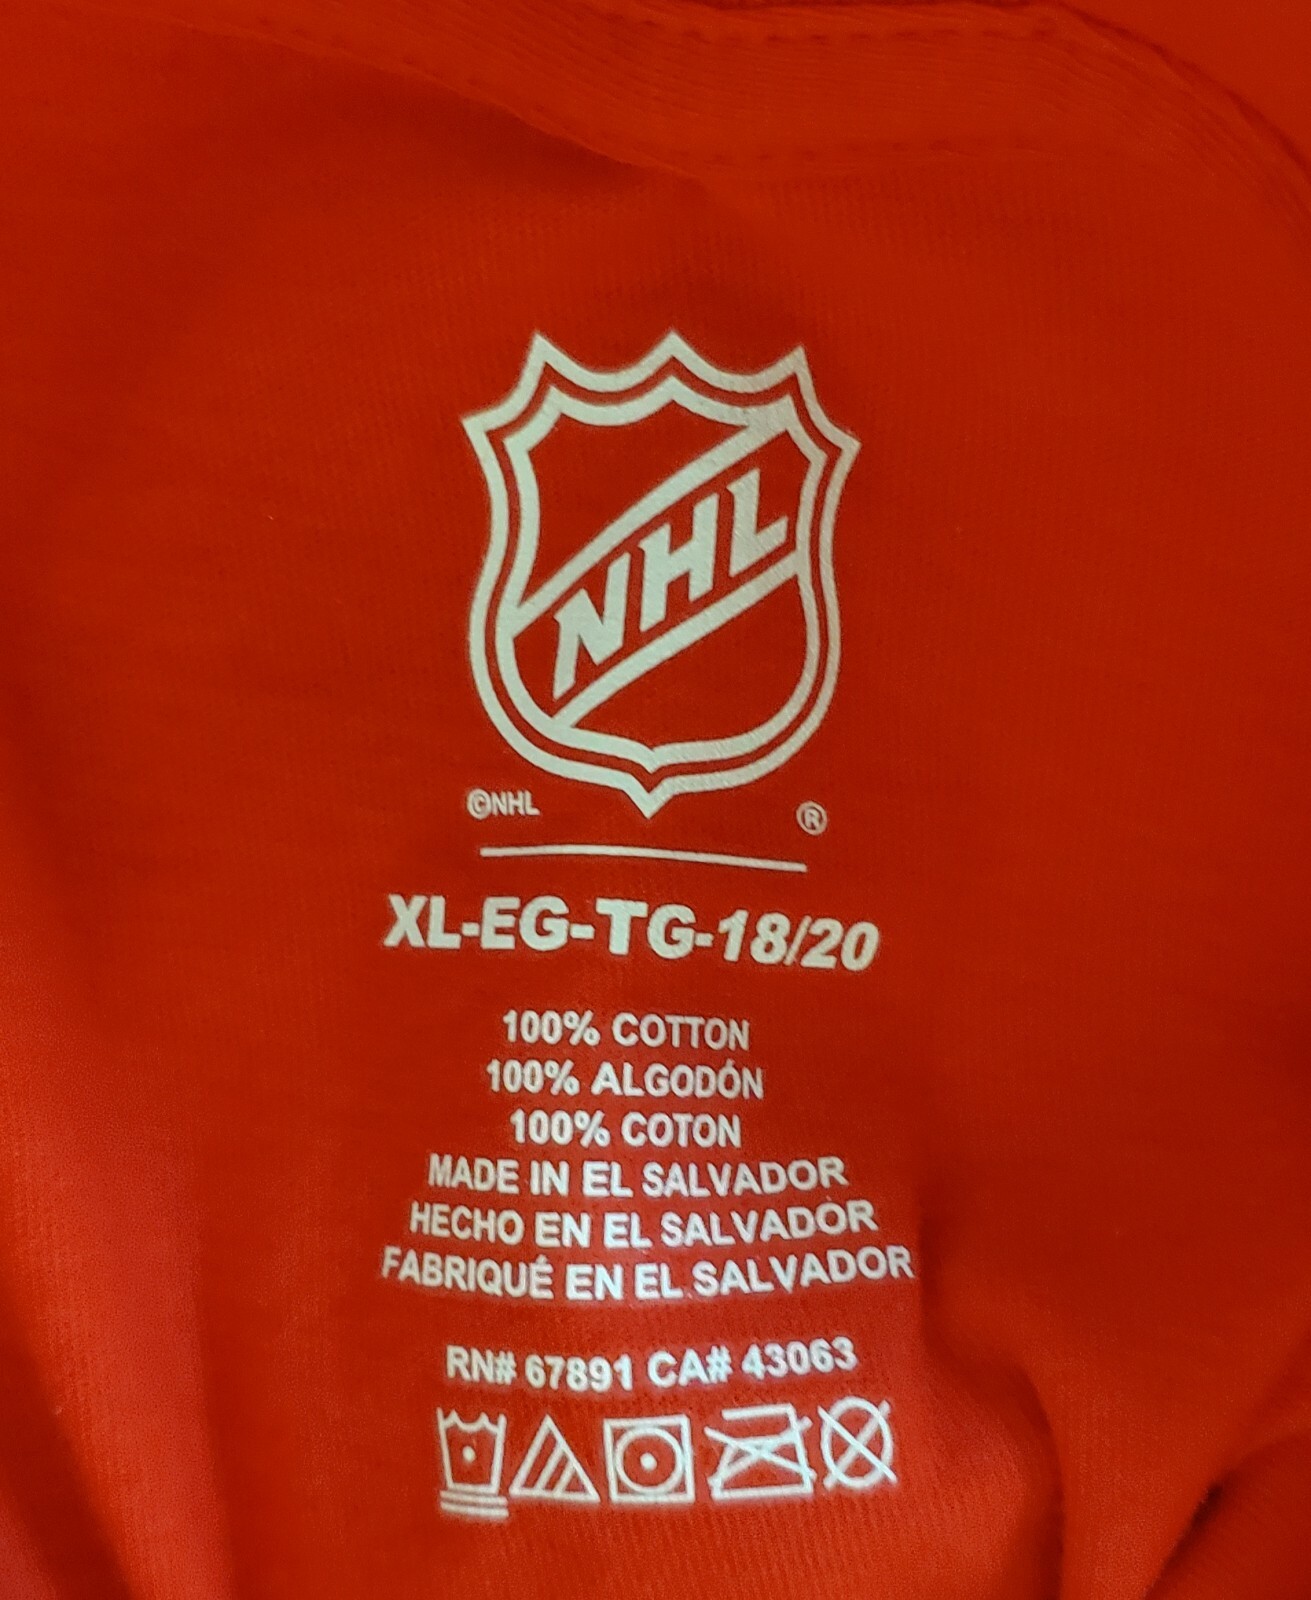 NHL
©NHL ®
XL-EG-TG-18/20
100% COTTON
100% ALGODÓN
100% COTON
MADE IN EL SALVADOR
HECHO EN EL SALVADOR
FABRIQUÉ EN EL SALVADOR
RN# 67891 CA# 43063